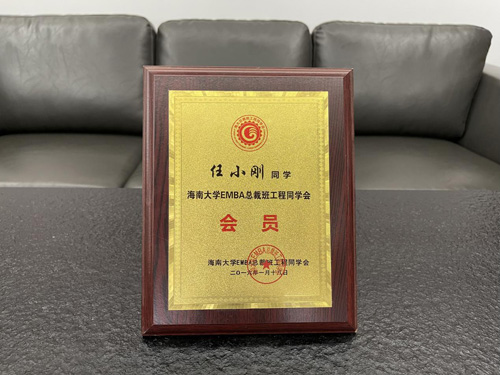 任小刚 同学
海南大学EMBA总裁班工程同学会
会员
海南大学EMBA总裁班工程同学会
二〇一九年一月十八日